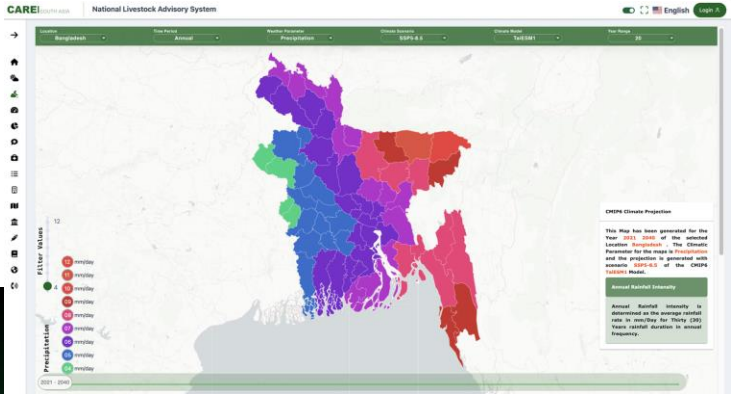 CARE SOUTH ASIA
National Livestock Advisory System
English
Login
Location
Bangladesh
Time Period
Annual
Weather Parameter
Precipitation
Climate Scenario
SSP5-8.5
Climate Model
TaiESM1
Year Range
20
12
Filter Values
4
Precipitation
12 mm/day
11 mm/day
10 mm/day
09 mm/day
08 mm/day
07 mm/day
06 mm/day
05 mm/day
04 mm/day
CMIP6 Climate Projection
This Map has been generated for the
Year 2021 2040 of the selected
Location Bangladesh . The Climatic
Parameter for the maps is Precipitation
and the projection is generated with
scenario SSP5-8.5 of the CMIP6
TaiESM1 Model.
Annual Rainfall Intensity
Annual Rainfall Intensity is
determined as the average rainfall
rate in mm/Day for Thirty (30)
Years rainfall duration in annual
frequency.
2021 - 2040